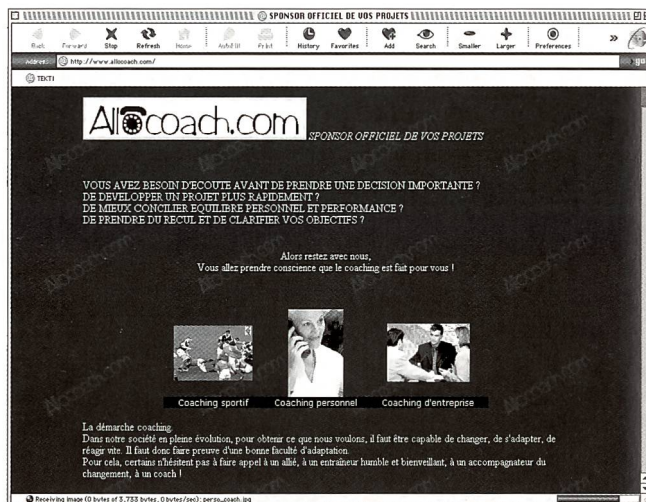 SPONSOR OFFICIEL DE VOS PROJETS
Back Forward Stop Refresh Home AutoFill Print History Favorites Add Search Smaller Larger Preferences »
Address: http://www.allocoach.com/ go
TEKTI
Allocoach.com SPONSOR OFFICIEL DE VOS PROJETS
VOUS AVEZ BESOIN D'ECOUTE AVANT DE PRENDRE UNE DECISION IMPORTANTE ?
DE DEVELOPPER UN PROJET PLUS RAPIDEMENT ?
DE MIEUX CONCILIER EQUILIBRE PERSONNEL ET PERFORMANCE ?
DE PRENDRE DU RECUL ET DE CLARIFIER VOS OBJECTIFS ?
Alors restez avec nous,
Vous allez prendre conscience que le coaching est fait pour vous !
Coaching sportif Coaching personnel Coaching d'entreprise
La démarche coaching.
Dans notre société en pleine évolution, pour obtenir ce que nous voulons, il faut être capable de changer, de s'adapter, de
réagir vite. Il faut donc faire preuve d'une bonne faculté d'adaptation.
Pour cela, certains n'hésitent pas à faire appel à un allié, à un entraîneur humble et bienveillant, à un accompagnateur du
changement, à un coach !
Receiving image (0 bytes of 3,733 bytes, 0 bytes/sec): perso_coach.jpg